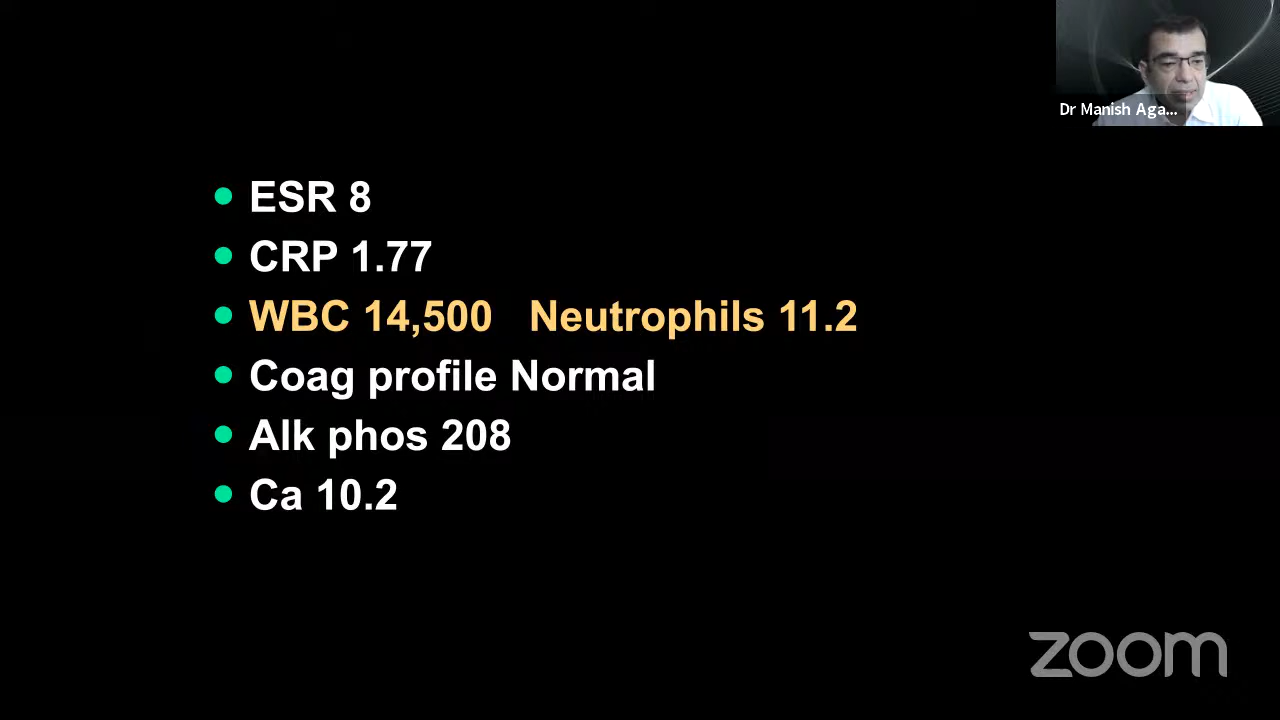 Dr Manish Aga...
ESR 8
CRP 1.77
WBC 14,500 Neutrophils 11.2
Coag profile Normal
Alk phos 208
Ca 10.2
zoom